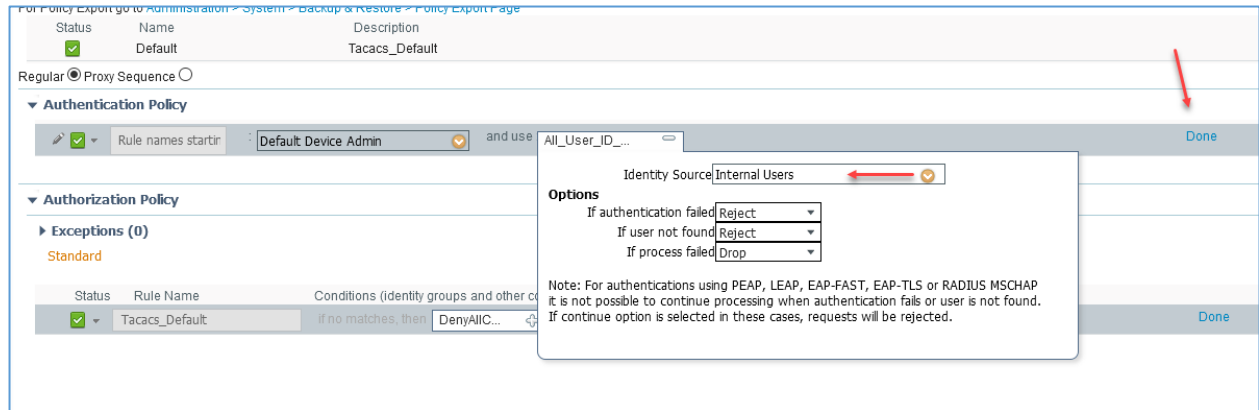 For Policy Export go to Administration > System > Backup & Restore > Policy Export Page
Status Name Description
Default Tacacs_Default
Regular Proxy Sequence
Authentication Policy
Rule names startin : Default Device Admin and use All_User_ID_... Done
Identity Source Internal Users
Options
If authentication failed Reject
If user not found Reject
If process failed Drop
Note: For authentications using PEAP, LEAP, EAP-FAST, EAP-TLS or RADIUS MSCHAP
it is not possible to continue processing when authentication fails or user is not found.
If continue option is selected in these cases, requests will be rejected.
Authorization Policy
Exceptions (0)
Standard
Status Rule Name Conditions (identity groups and other co
Tacacs_Default if no matches, then DenyAllC... Done